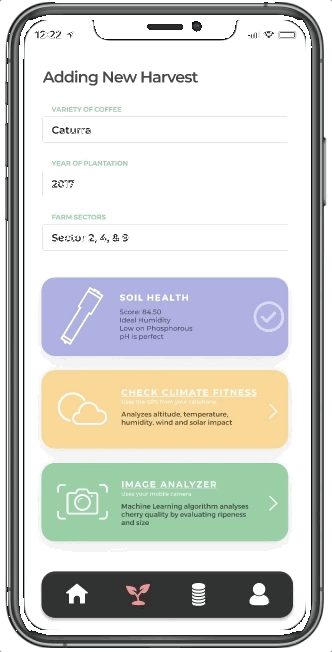 12:22
Adding New Harvest
VARIETY OF COFFEE
Caturra
YEAR OF PLANTATION
2017
FARM SECTORS
Sector 2, 4, & 9
SOIL HEALTH
Score: 84.50
Ideal Humidity
Low on Phosphorous
pH is perfect
CHECK CLIMATE FITNESS
Uses the GPS from your cellphone
Analyzes altitude, temperature,
humidity, wind and solar impact
IMAGE ANALYZER
Uses your mobile camera
Machine Learning algorithm analyses
cherry quality by evaluating ripeness
and size